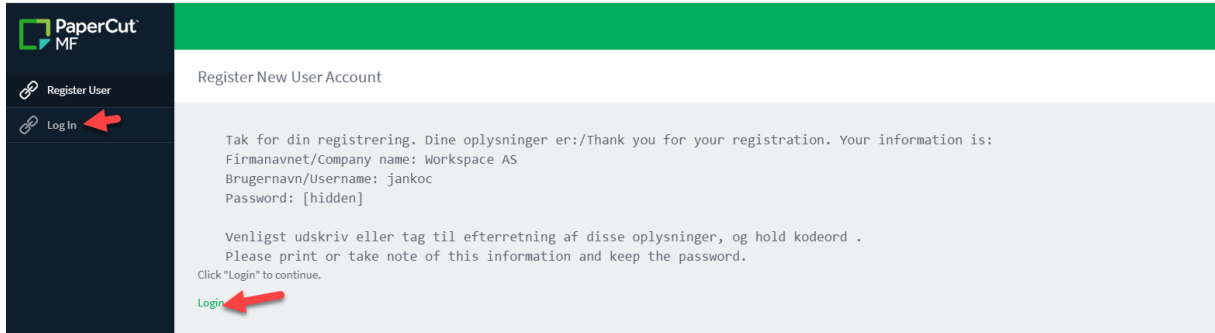 PaperCut
MF
Register User
Log In
Register New User Account
Tak for din registrering. Dine oplysninger er:/Thank you for your registration. Your information is:
Firmanavnet/Company name: Workspace AS
Brugernavn/Username: jankoc
Password: [hidden]
Venligst udskriv eller tag til efterretning af disse oplysninger, og hold kodeord .
Please print or take note of this information and keep the password.
Click "Login" to continue.
Login